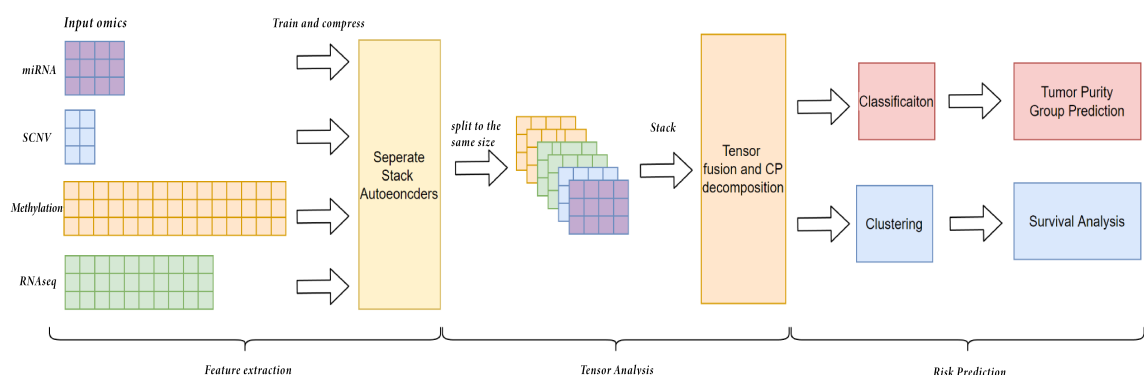 Input omics
Train and compress
miRNA
SCNV
Methylation
RNAseq
Seperate
Stack
Autoeoncders
split to the
same size
Stack
Tensor
fusion and CP
decomposition
Classificaiton
Tumor Purity
Group Prediction
Clustering
Survival Analysis
Feature extraction
Tensor Analysis
Risk Prediction